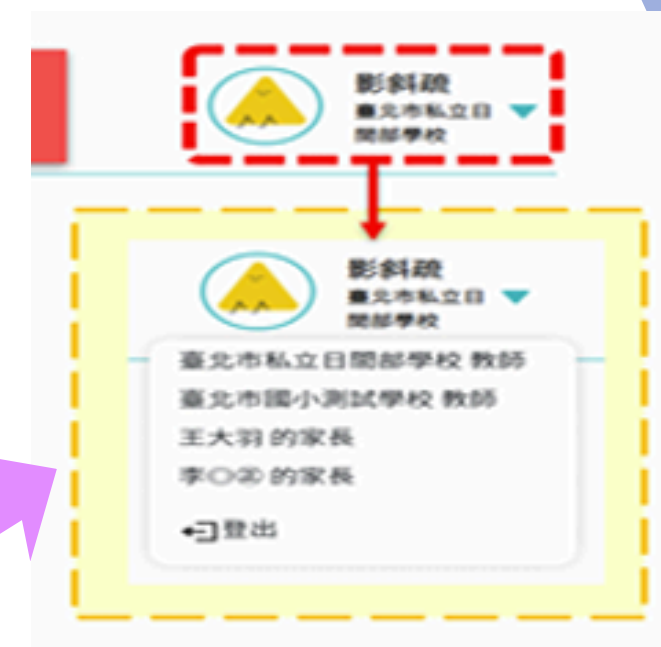 影斜疏
臺北市私立日
間部學校
影斜疏
臺北市私立日
間部學校
臺北市私立日間部學校 教師
臺北市國小測試學校 教師
王大羽 的家長
的家長
登出